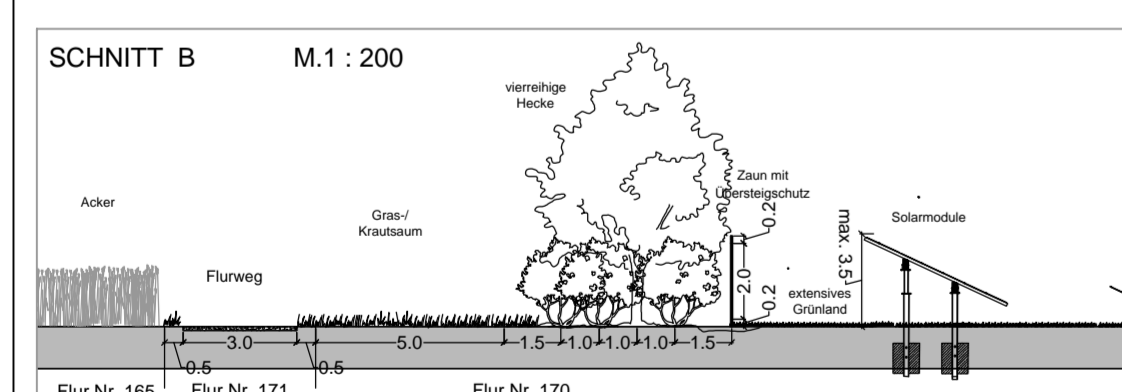 SCHNITT B
M.1 : 200
vierreihige
Hecke
Acker
Gras-/
Krautsaum
Flurweg
Zaun mit
Übersteigschutz
0.2
2.0
0.2
max. 3.5
Solarmodule
extensives
Grünland
0.5
3.0
0.5
5.0
1.5
1.0
1.0
1.0
1.5
Flur Nr. 165
Flur Nr. 171
Flur Nr. 170